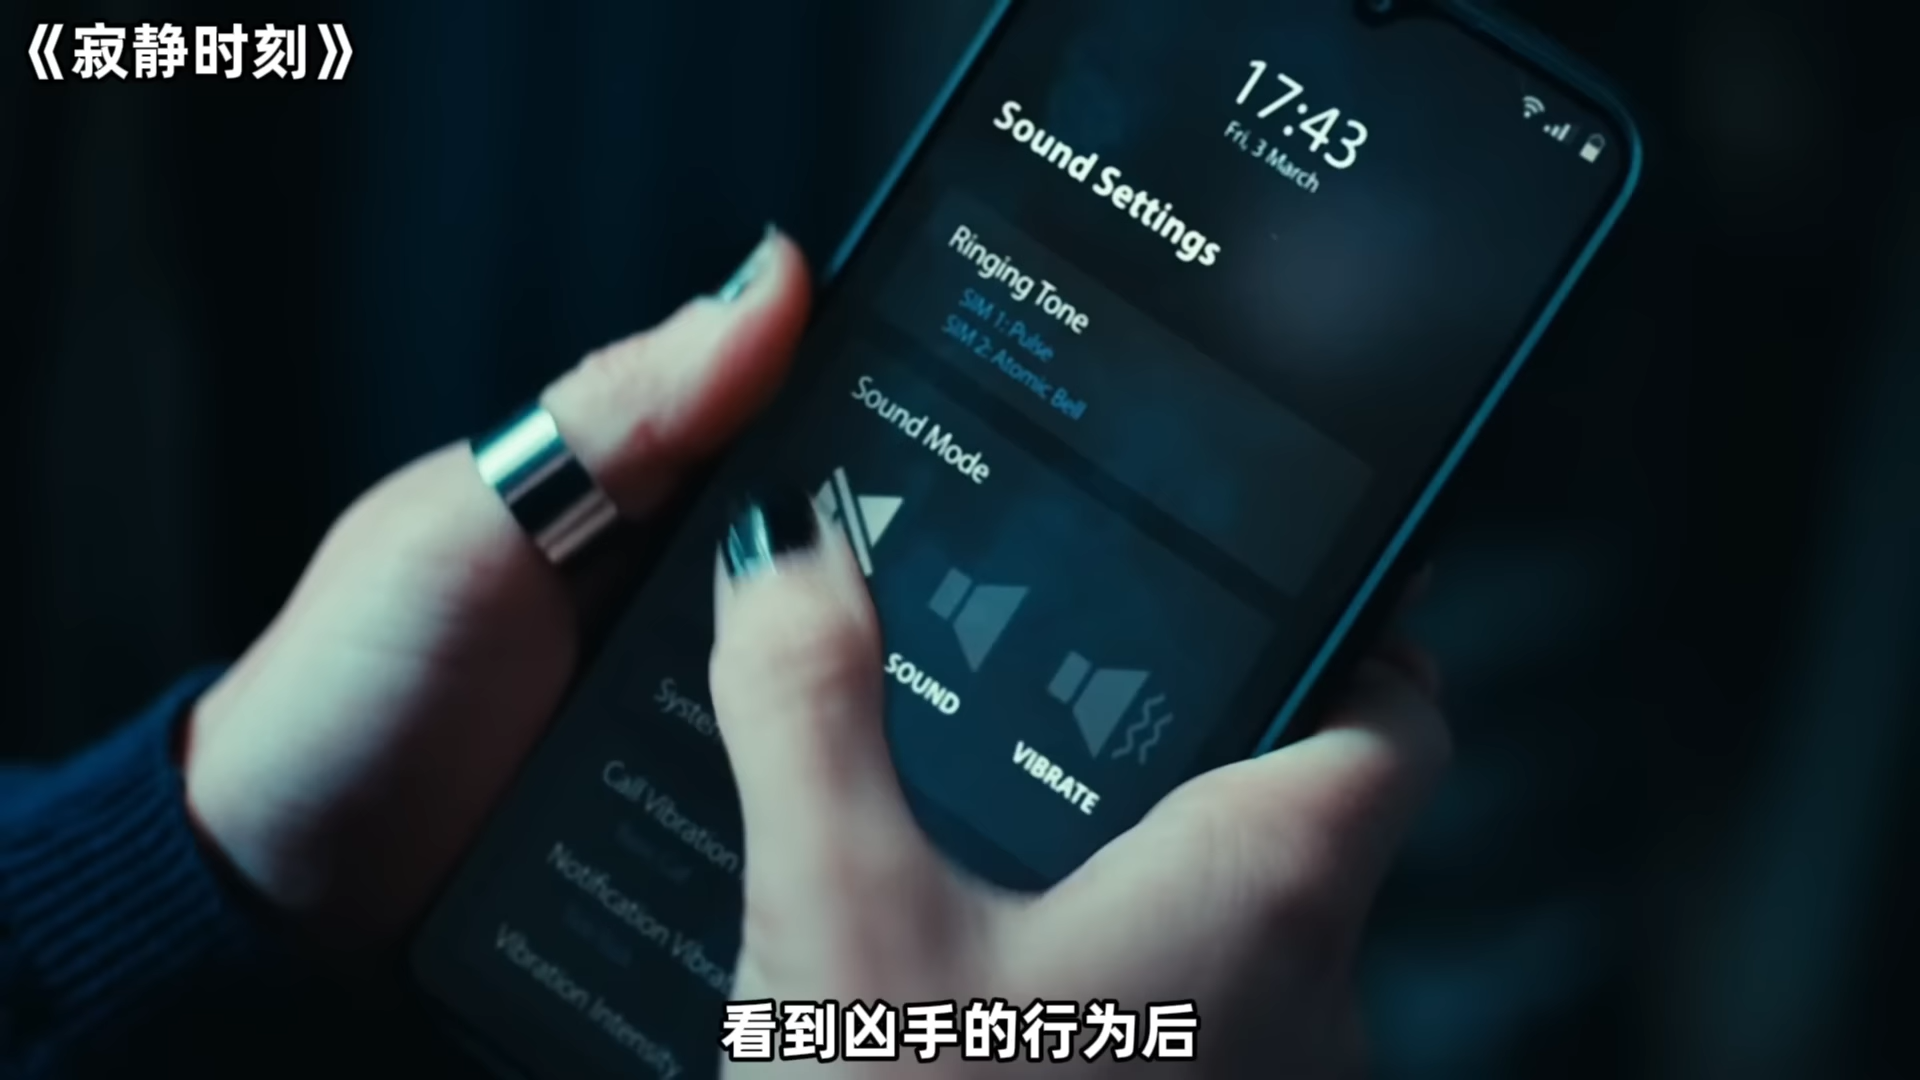 《寂静时刻》
17:43
Fri, 3 March
Sound Settings
Ringing Tone
SIM 1: Pulse
SIM 2: Atomic Bell
Sound Mode
SOUND
VIBRATE
Call Vibration
Notification
Vibration Intensity
看到凶手的行为后